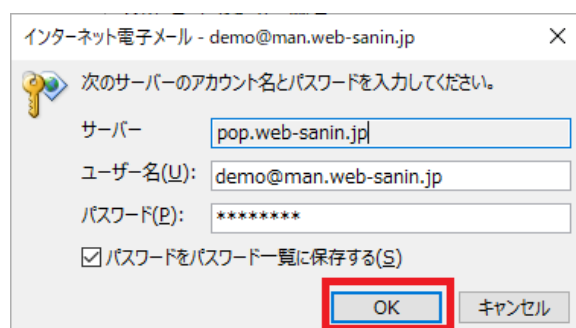 インターネット電子メール - demo@man.web-sanin.jp
次のサーバーのアカウント名とパスワードを入力してください。
サーバー pop.web-sanin.jp
ユーザー名(U): demo@man.web-sanin.jp
パスワード(P): ********
パスワードをパスワード一覧に保存する(S)
OK キャンセル